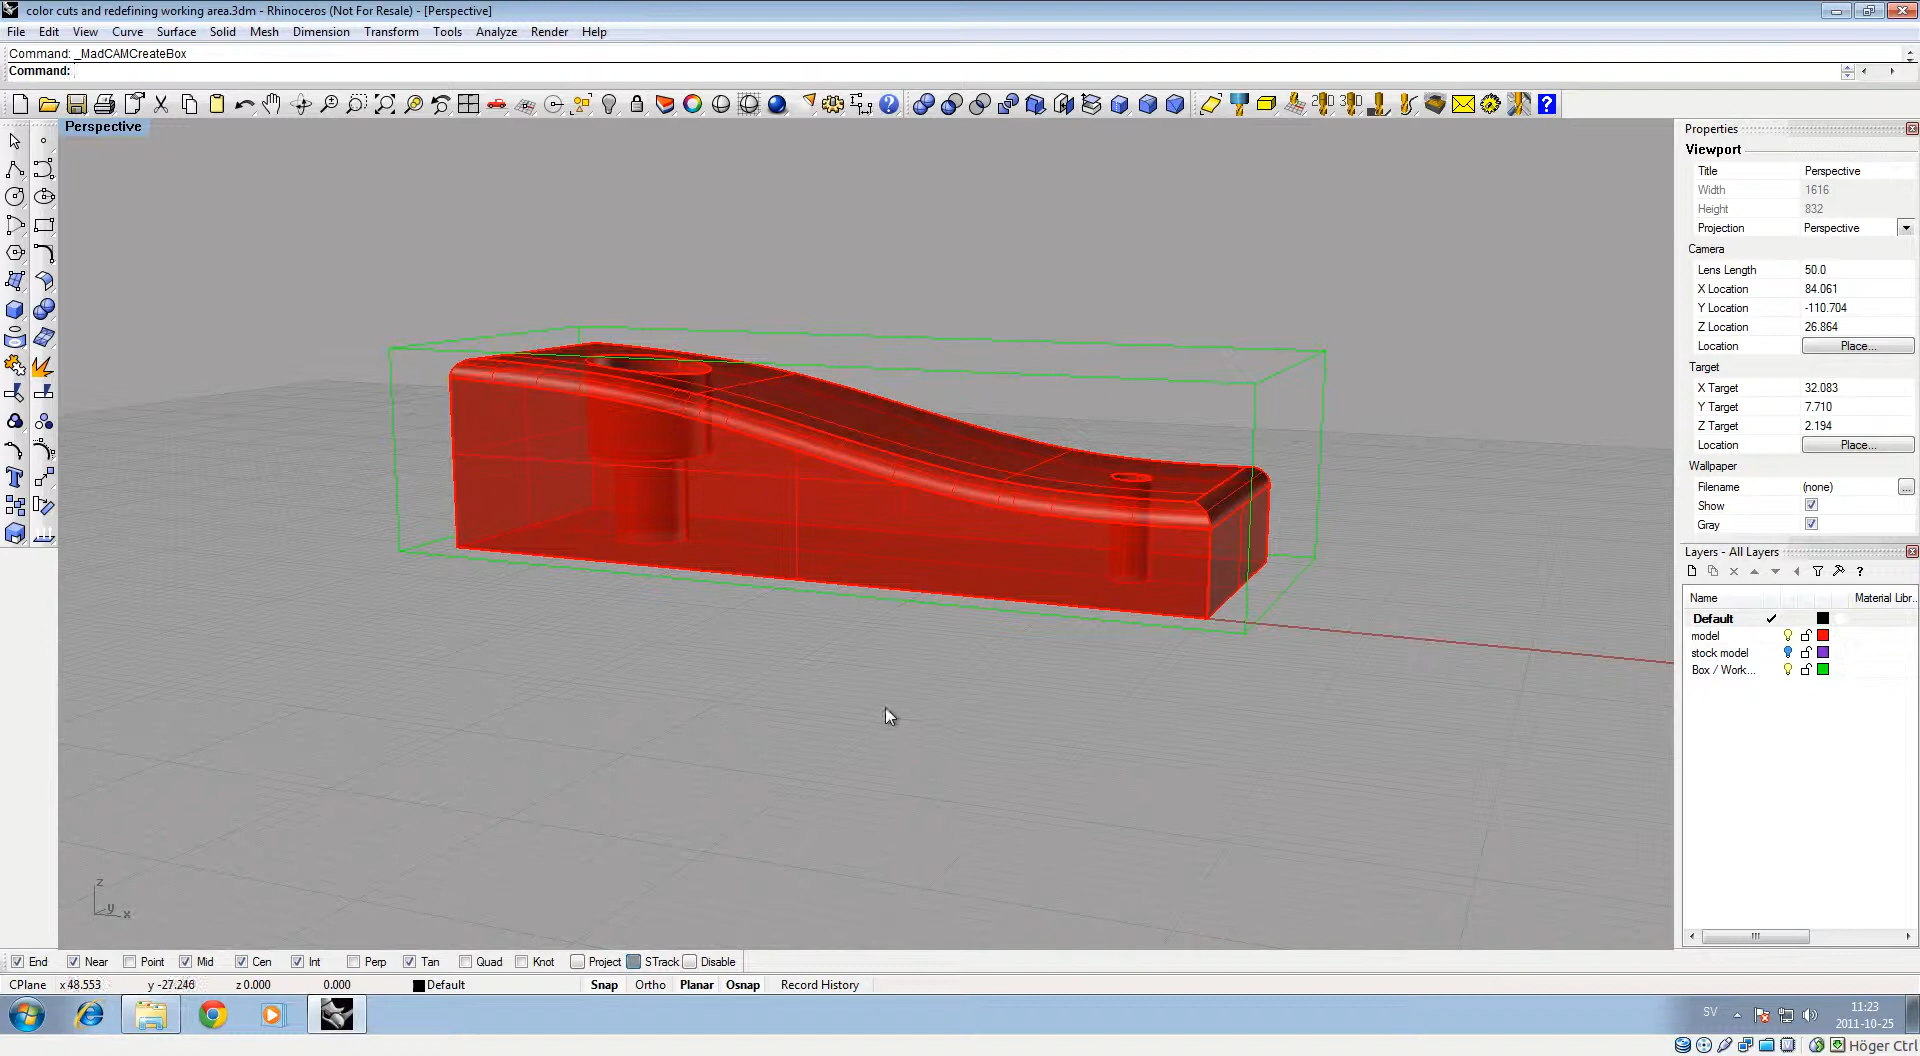 color cuts and redefining working area.3dm - Rhinoceros (Not For Resale) - [Perspective]
File Edit View Curve Surface Solid Mesh Dimension Transform Tools Analyze Render Help
Command: _MadCAMCreateBox
Command:
Perspective
Properties
Viewport
Title Perspective
Width 1616
Height 832
Projection Perspective
Camera
Lens Length 50.0
X Location 84.061
Y Location -110.704
Z Location 26.864
Location Place...
Target
X Target 32.083
Y Target 7.710
Z Target 2.194
Location Place...
Wallpaper
Filename (none) ...
Show
Gray
Layers - All Layers
Name Material Libr...
Default
model
stock model
Box / Work...
z
y x
End Near Point Mid Cen Int Perp Tan Quad Knot Project STrack Disable
CPlane x 48.553 y -27.246 z 0.000 0.000 Default Snap Ortho Planar Osnap Record History
SV 11:23
2011-10-25
Höger Ctrl